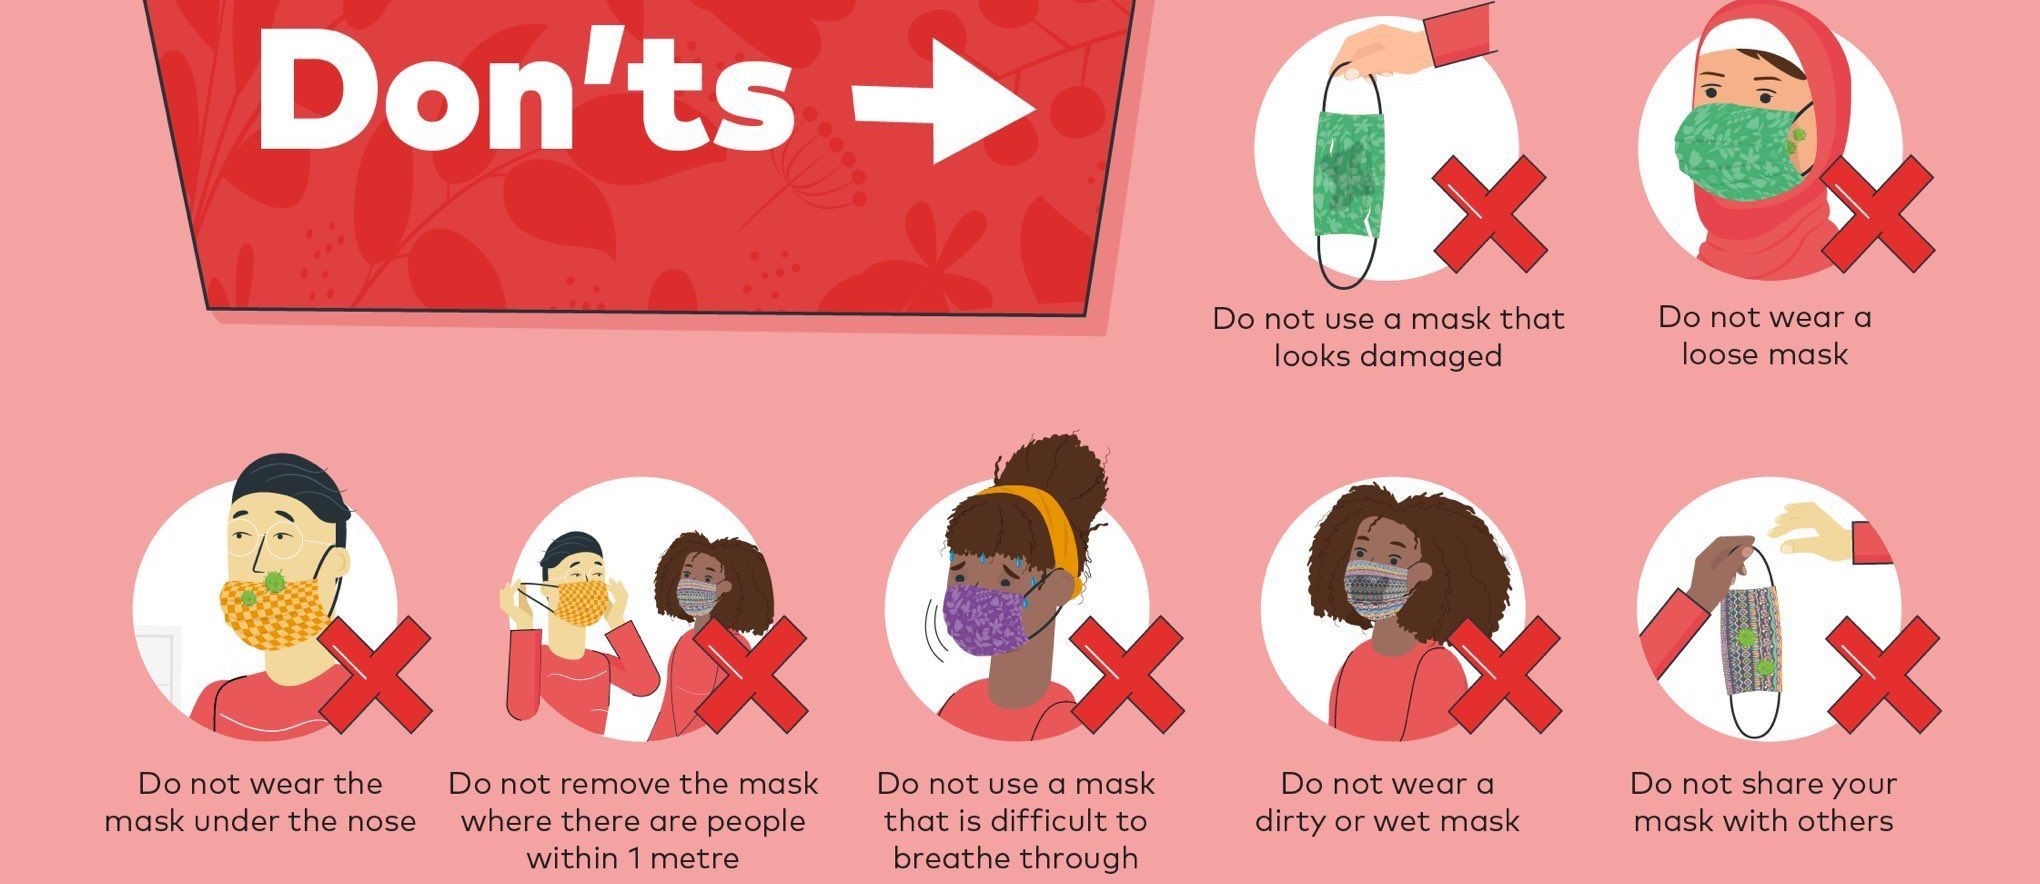 Don'ts
Do not use a mask that
looks damaged
Do not wear a
loose mask
Do not wear the
mask under the nose
Do not remove the mask
where there are people
within 1 metre
Do not use a mask
that is difficult to
breathe through
Do not wear a
dirty or wet mask
Do not share your
mask with others